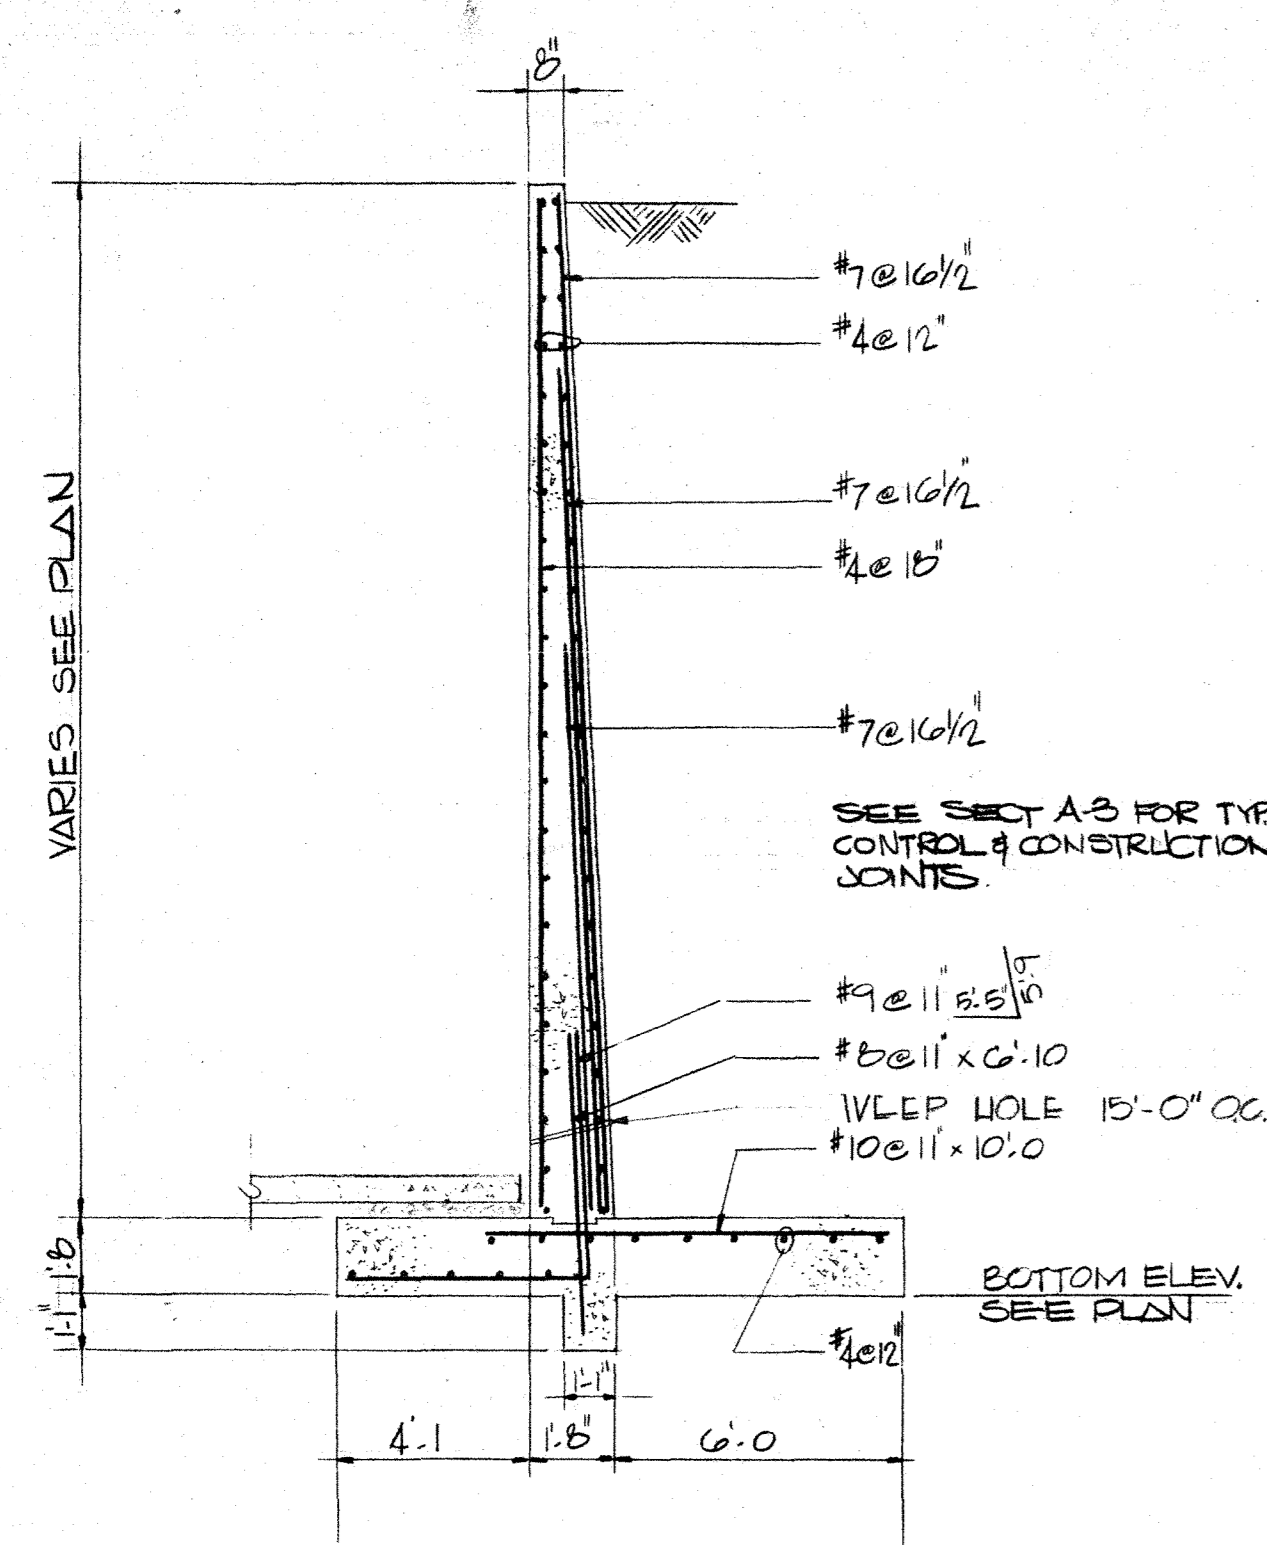 8"
#7@16½"
#4@12"
#7@16½"
#4@18"
VARIES SEE PLAN
#7@16½"
SEE SECT A-3 FOR TYP.
CONTROL & CONSTRUCTION
JOINTS.
#9@11" 5'.5" 5'.9
#8@11" x 6'.10
WEEP HOLE 15'-0" O.C.
#10@11" x 10'.0
1'.8
1'-1"
BOTTOM ELEV.
SEE PLAN
#4@12"
1'-1"
4'.1
1'.8"
6'.0